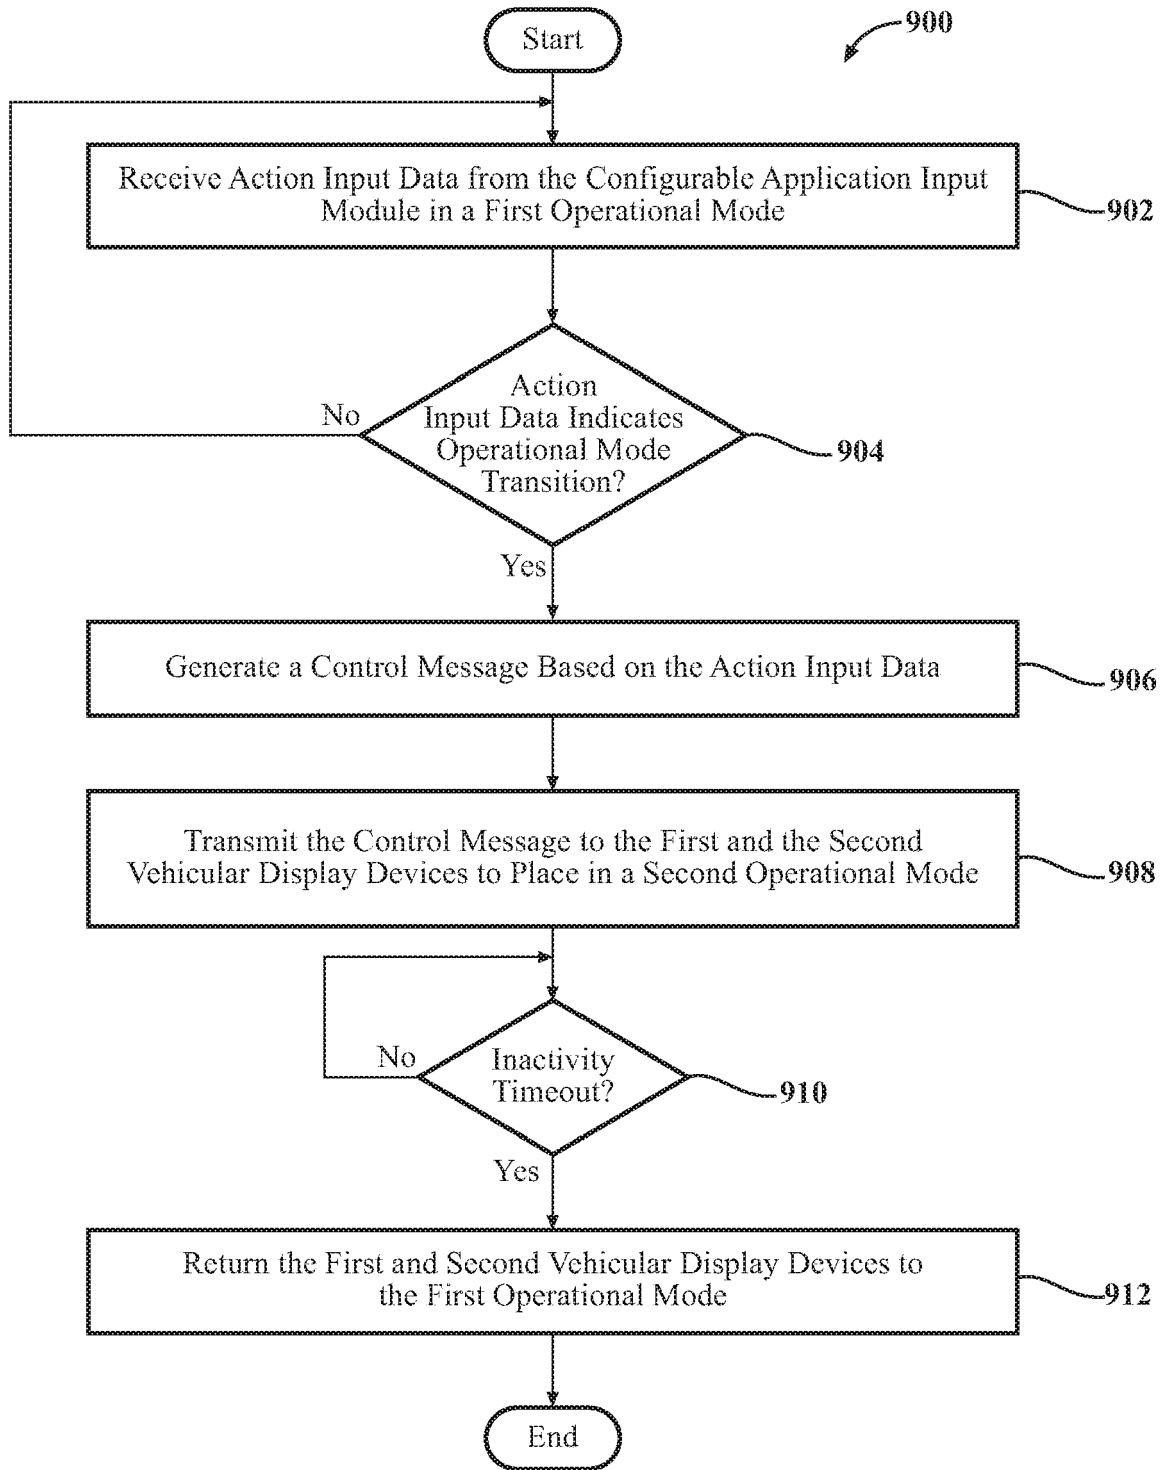 Start
900
Receive Action Input Data from the Configurable Application Input
Module in a First Operational Mode
902
Action
Input Data Indicates
Operational Mode
Transition?
No
904
Yes
Generate a Control Message Based on the Action Input Data
906
Transmit the Control Message to the First and the Second
Vehicular Display Devices to Place in a Second Operational Mode
908
No
Inactivity
Timeout?
910
Yes
Return the First and Second Vehicular Display Devices to
the First Operational Mode
912
End